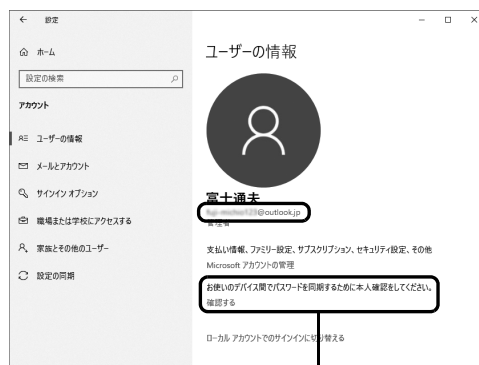 設定
ホーム
設定の検索
アカウント
ユーザーの情報
メールとアカウント
サインイン オプション
職場または学校にアクセスする
家族とその他のユーザー
設定の同期
ユーザーの情報
富士通夫
@outlook.jp
管理者
支払い情報、ファミリー設定、サブスクリプション、セキュリティ設定、その他
Microsoft アカウントの管理
お使いのデバイス間でパスワードを同期するために本人確認をしてください。
確認する
ローカル アカウントでのサインインに切り替える